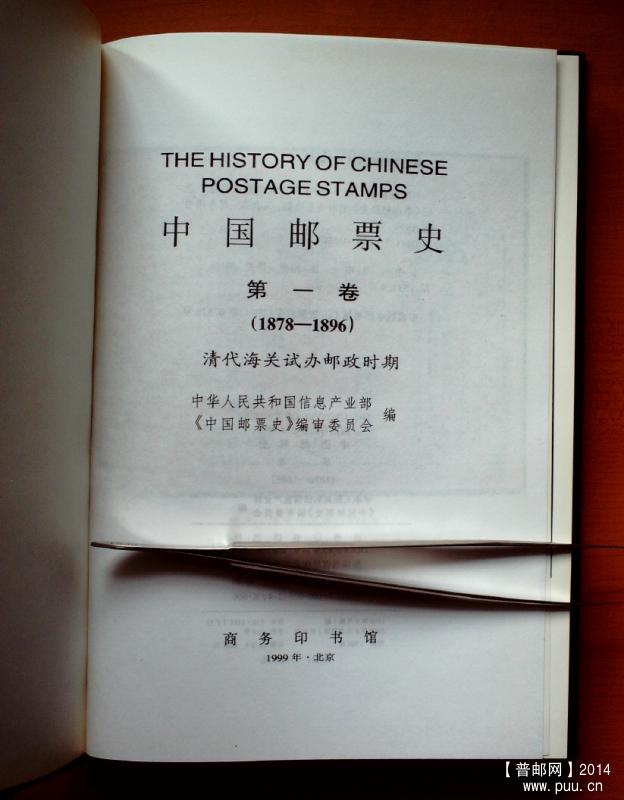 THE HISTORY OF CHINESE
POSTAGE STAMPS
中国邮票史
第一卷
(1878—1896)
清代海关试办邮政时期
中华人民共和国信息产业部
《中国邮票史》编审委员会 编
商务印书馆
1999年·北京
【普邮网】2014
www.puu.cn